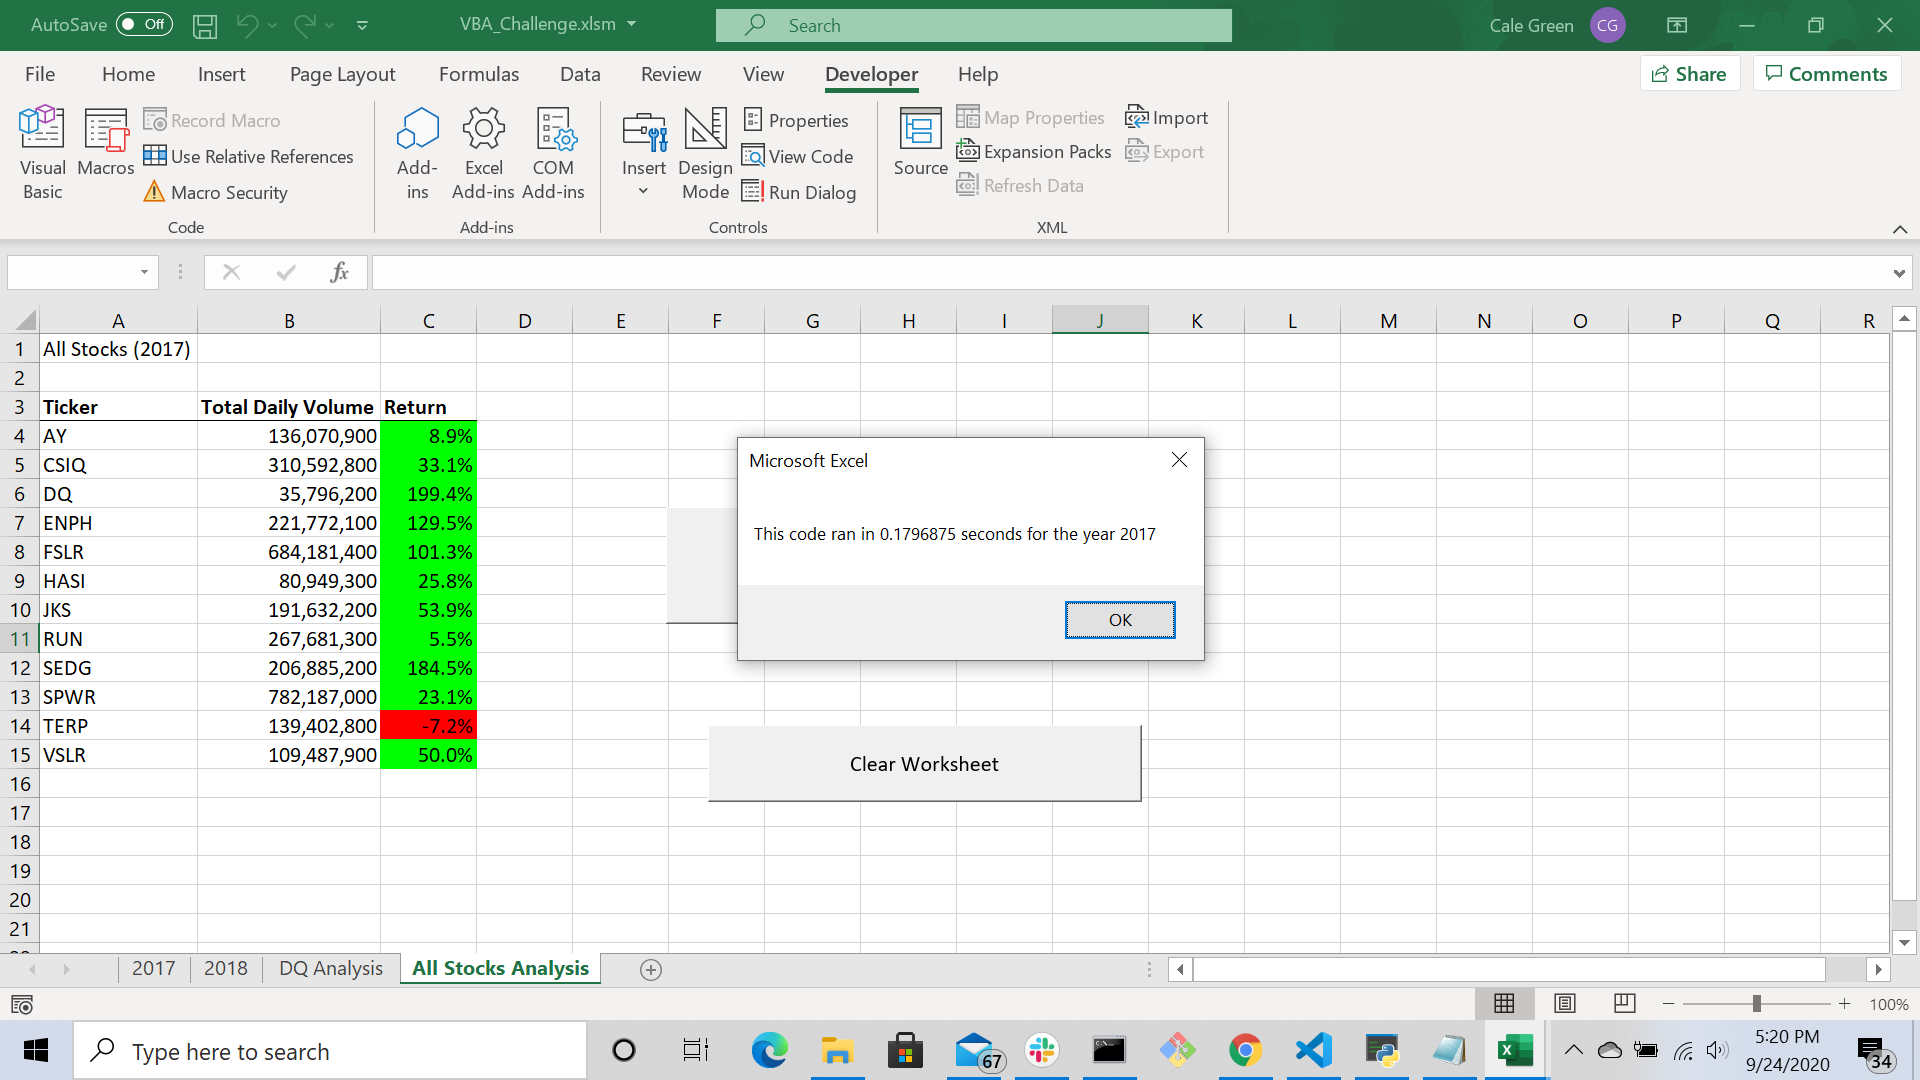 AutoSave Off VBA_Challenge.xlsm Search Cale Green CG
File Home Insert Page Layout Formulas Data Review View Developer Help Share Comments
Visual Basic
Macros
Record Macro
Use Relative References
Macro Security
Code
Add-ins
Excel Add-ins
COM Add-ins
Add-ins
Insert
Design Mode
Properties
View Code
Run Dialog
Controls
Source
Map Properties
Expansion Packs
Refresh Data
Import
Export
XML
fx
A B C D E F G H I J K L M N O P Q R
1 All Stocks (2017)
2
3 Ticker Total Daily Volume Return
4 AY 136,070,900 8.9%
5 CSIQ 310,592,800 33.1%
6 DQ 35,796,200 199.4%
7 ENPH 221,772,100 129.5%
8 FSLR 684,181,400 101.3%
9 HASI 80,949,300 25.8%
10 JKS 191,632,200 53.9%
11 RUN 267,681,300 5.5%
12 SEDG 206,885,200 184.5%
13 SPWR 782,187,000 23.1%
14 TERP 139,402,800 -7.2%
15 VSLR 109,487,900 50.0%
16
17
18
19
20
21
Microsoft Excel
This code ran in 0.1796875 seconds for the year 2017
OK
Clear Worksheet
2017 2018 DQ Analysis All Stocks Analysis
100%
Type here to search
67
5:20 PM
9/24/2020
34